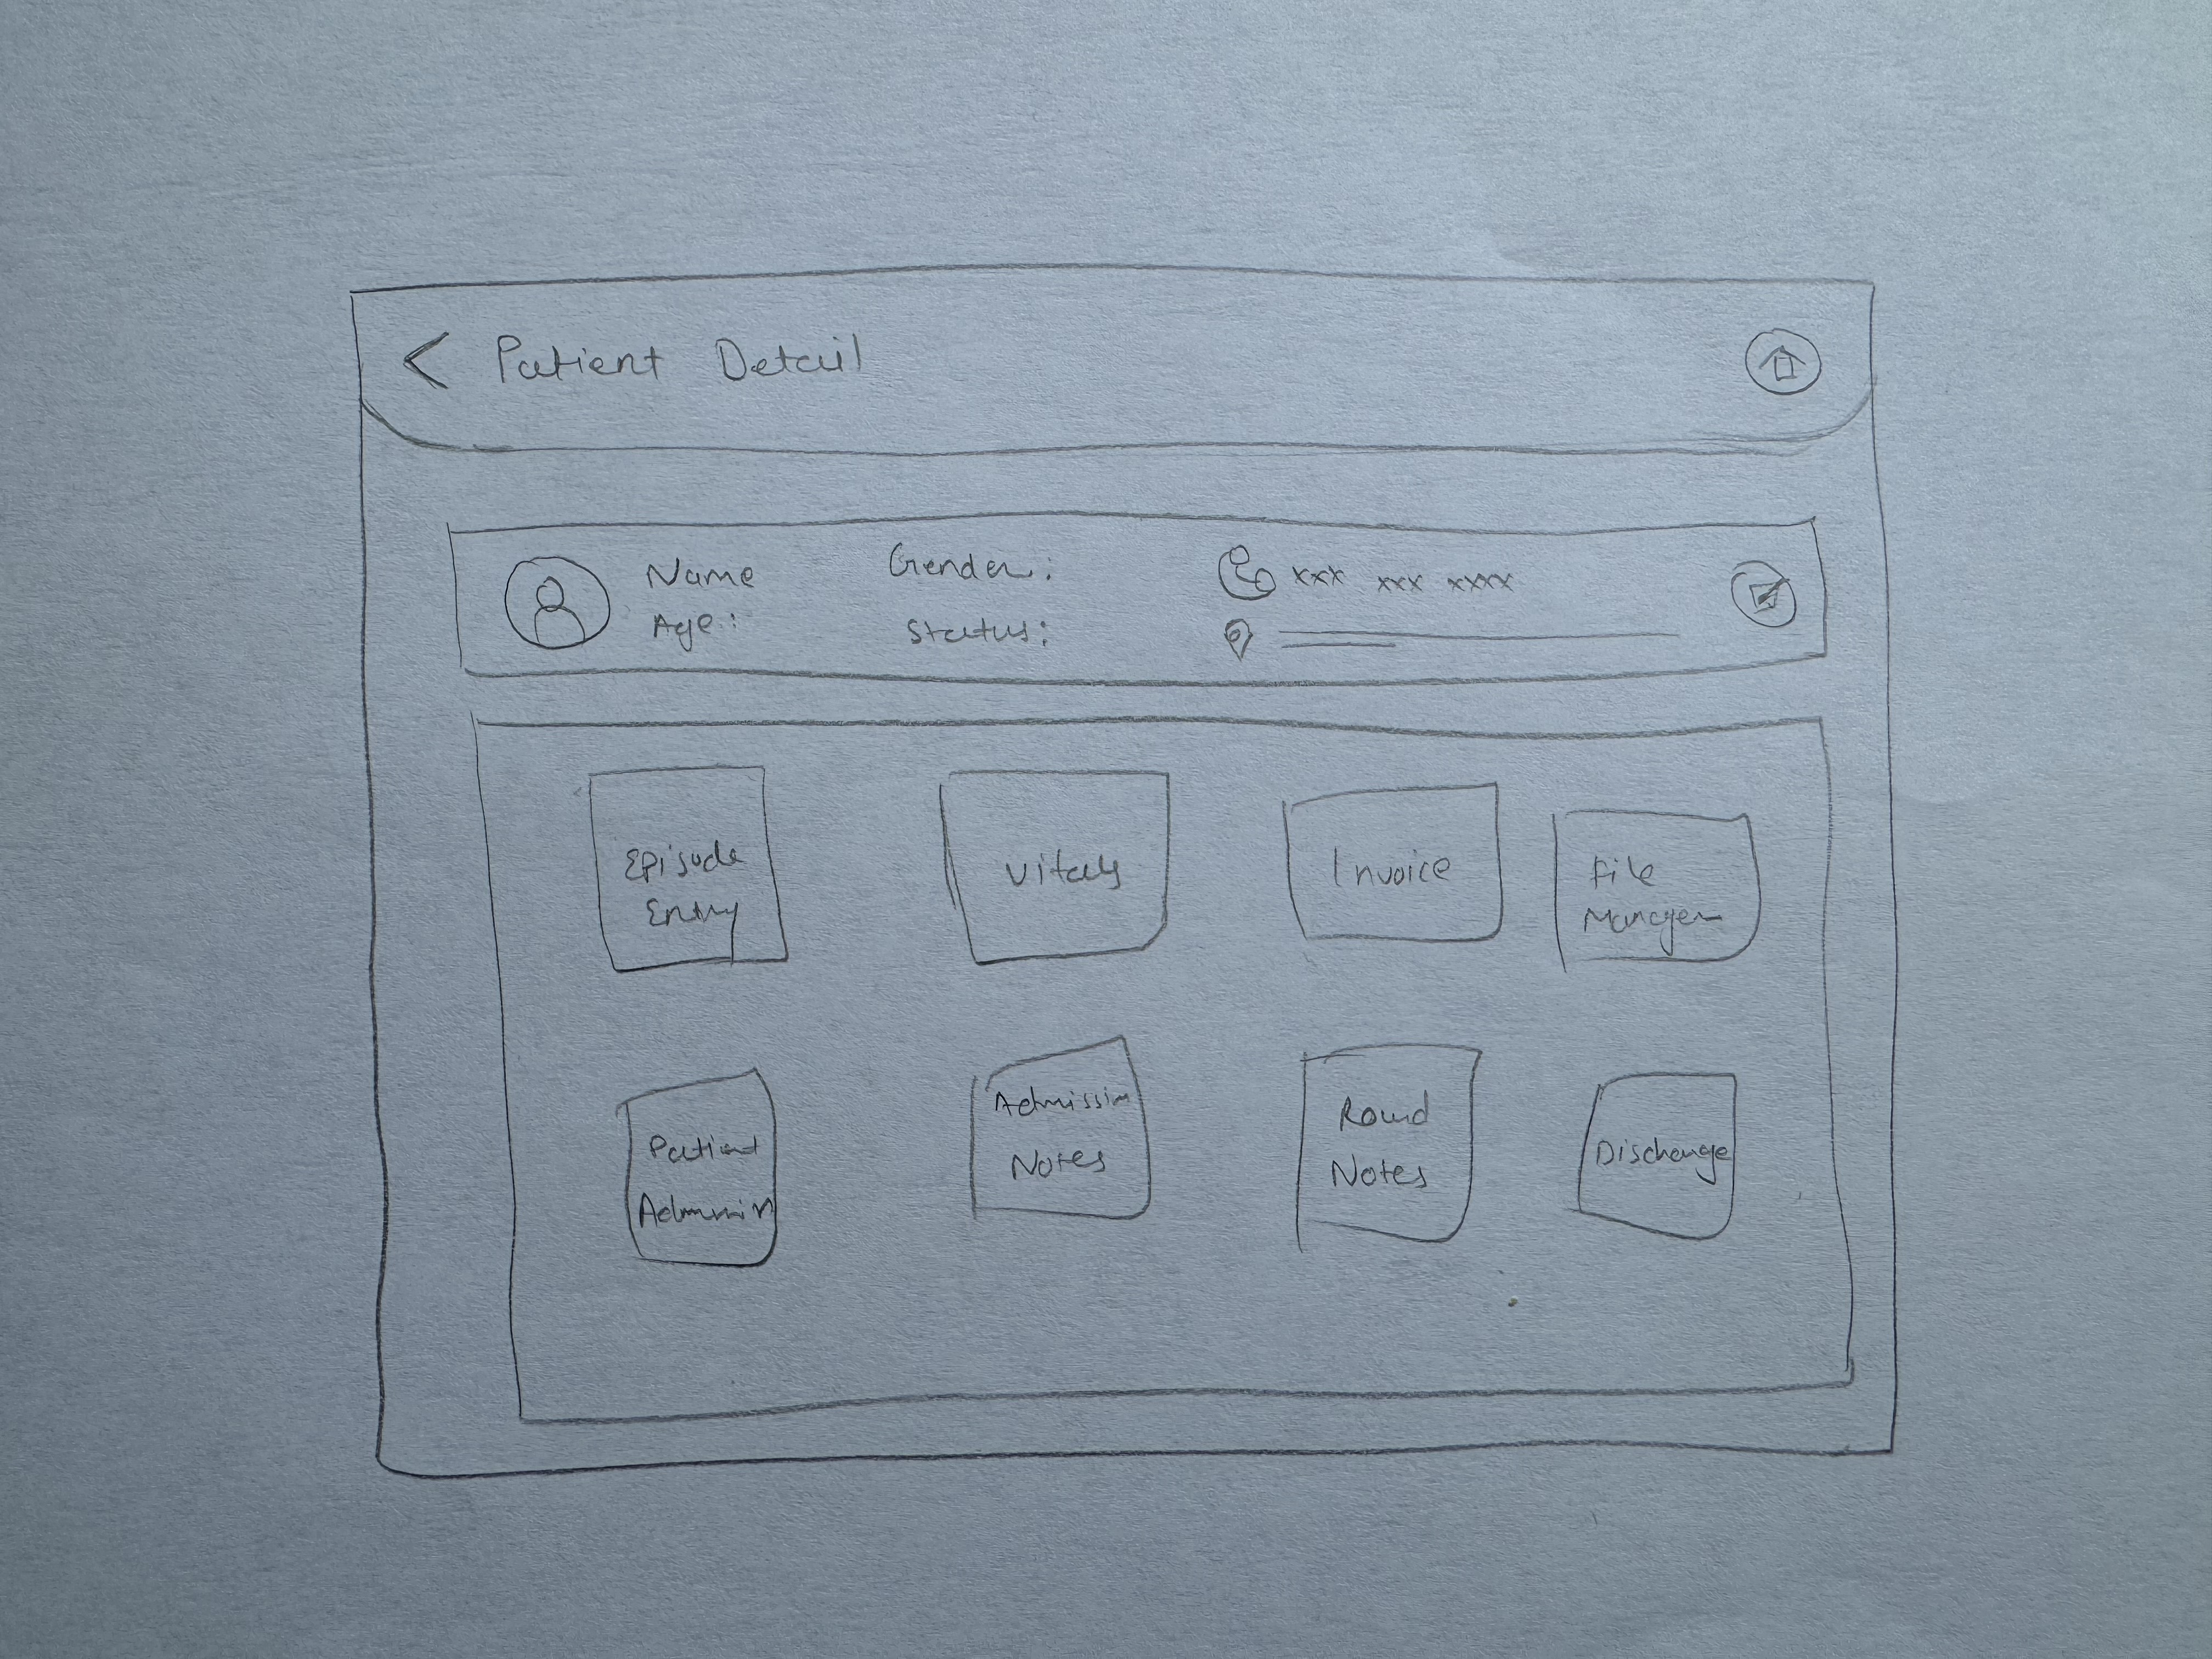 Patient Detail
Name Gender: xxx xxx xxxx
Age: Status:
Episode
Entry
Vitals
Invoice
File
Manager
Patient
Admission
Notes
Round
Notes
Discharge